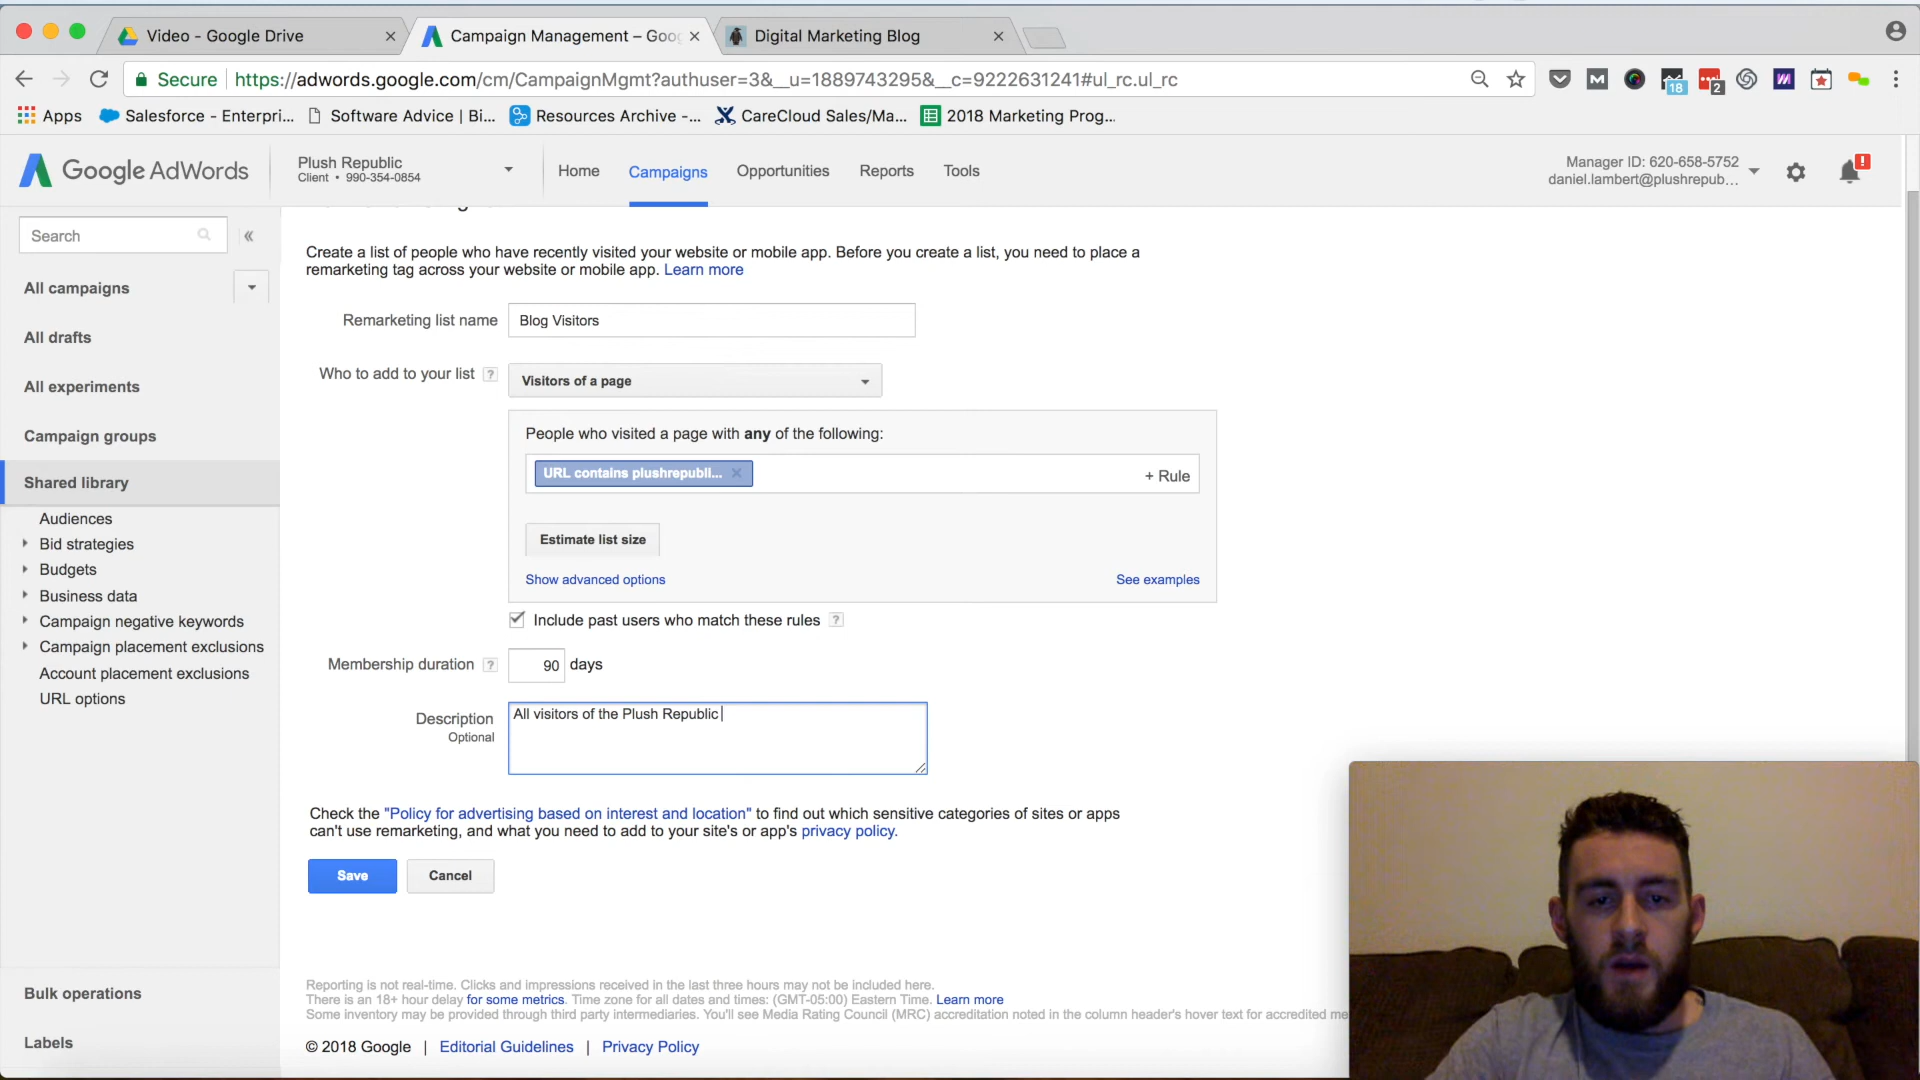 Video - Google Drive
Campaign Management – Goo
Digital Marketing Blog
Secure
https://adwords.google.com/cm/CampaignMgmt?authuser=3&__u=1889743295&__c=9222631241#ul_rc.ul_rc
18
2
Apps
Salesforce - Enterpri...
Software Advice | Bi...
Resources Archive -...
CareCloud Sales/Ma...
2018 Marketing Prog...
Google AdWords
Plush Republic
Client • 990-354-0854
Home
Campaigns
Opportunities
Reports
Tools
Manager ID: 620-658-5752
daniel.lambert@plushrepub...
Search
All campaigns
All drafts
All experiments
Campaign groups
Shared library
Audiences
Bid strategies
Budgets
Business data
Campaign negative keywords
Campaign placement exclusions
Account placement exclusions
URL options
Bulk operations
Labels
Create a list of people who have recently visited your website or mobile app. Before you create a list, you need to place a
remarketing tag across your website or mobile app. Learn more
Remarketing list name
Blog Visitors
Who to add to your list ?
Visitors of a page
People who visited a page with any of the following:
URL contains plushrepubli...
+ Rule
Estimate list size
Show advanced options
See examples
Include past users who match these rules ?
Membership duration ? 90 days
Description
Optional
All visitors of the Plush Republic
Check the "Policy for advertising based on interest and location" to find out which sensitive categories of sites or apps
can't use remarketing, and what you need to add to your site's or app's privacy policy.
Save
Cancel
Reporting is not real-time. Clicks and impressions received in the last three hours may not be included here.
There is an 18+ hour delay for some metrics. Time zone for all dates and times: (GMT-05:00) Eastern Time. Learn more
Some inventory may be provided through third party intermediaries. You'll see Media Rating Council (MRC) accreditation noted in the column header's hover text for accredited me
© 2018 Google | Editorial Guidelines | Privacy Policy